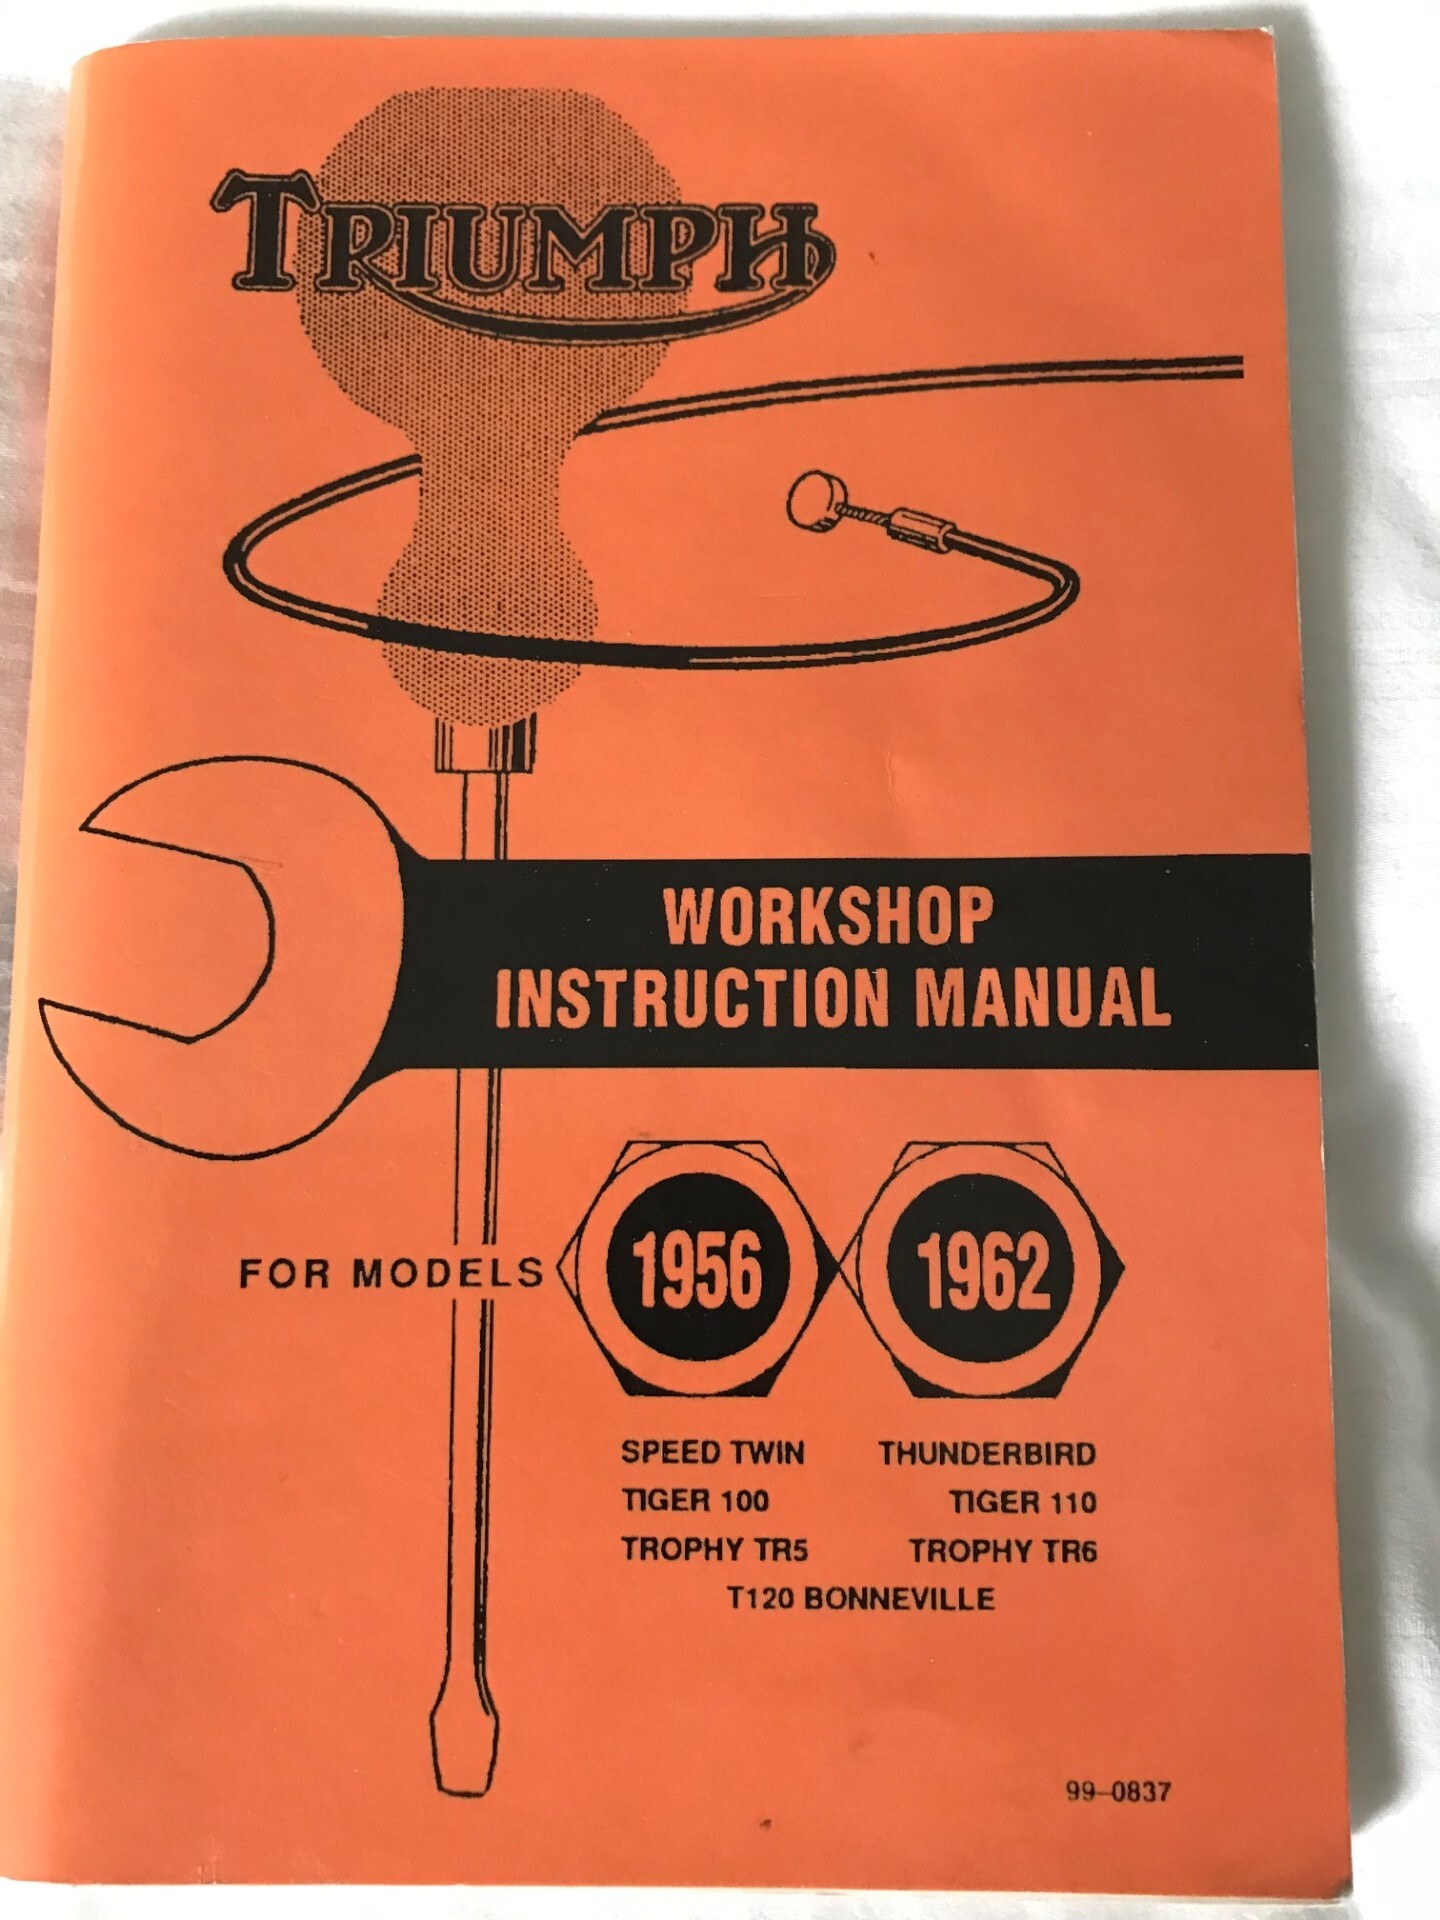 TRIUMPH
WORKSHOP
INSTRUCTION MANUAL
FOR MODELS 1956 1962
SPEED TWIN THUNDERBIRD
TIGER 100 TIGER 110
TROPHY TR5 TROPHY TR6
T120 BONNEVILLE
99-0837